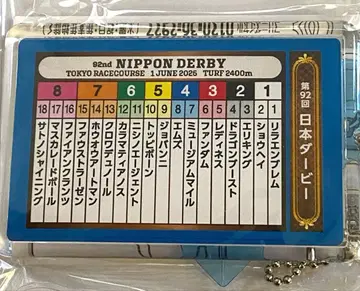 92nd NIPPON DERBY
TOKYO RACECOURSE 1 JUNE 2025 TURF 2400m
8 7 6 5 4 3 2 1
18 17 16 15 14 13 12 11 10 9 8 7 6 5 4 3 2 1
第92回 日本ダービー
リラエンブレム
ショウヘイ
エリキング
ドラゴンブースト
レディネス
ファンダム
ミュージアムマイル
エムズ
ジョバンニ
トッピボーン
ニシノエージェント
カラマティアノス
クロワデュノール
ホウオウアートマン
ファウストラーゼン
ファイアンクランツ
マスカレードボール
サトノシャイニング